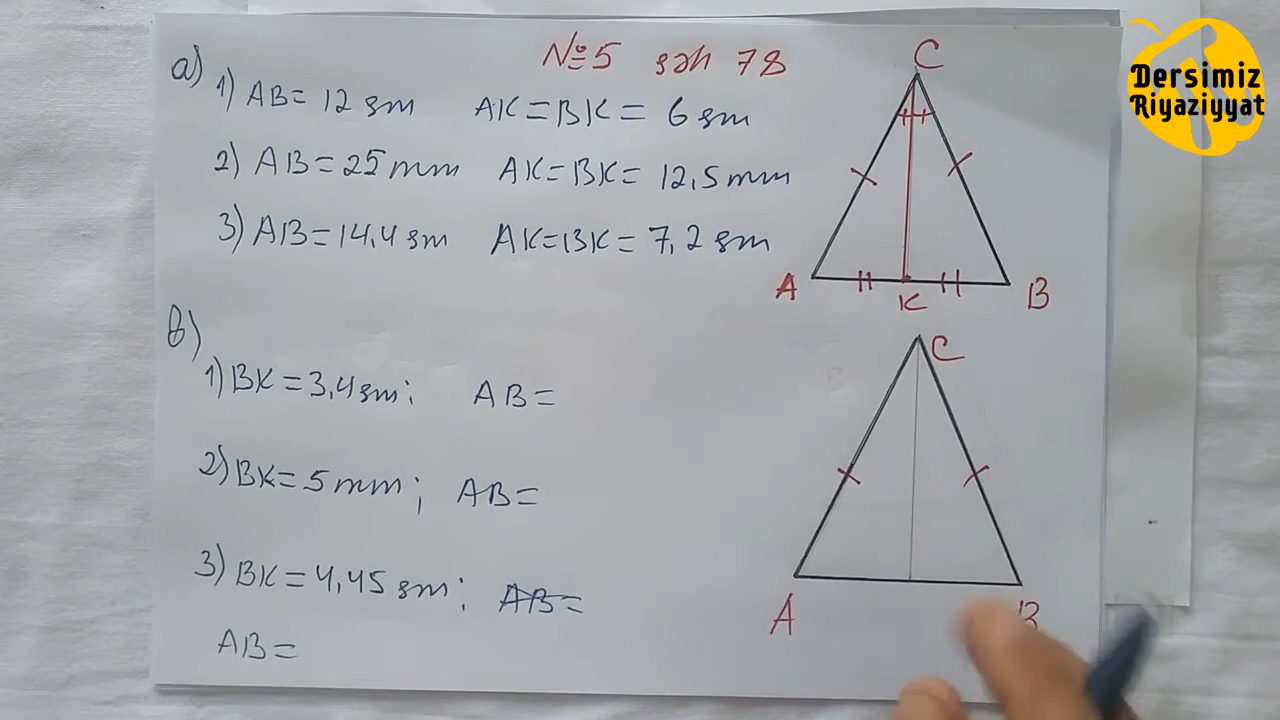 №5 səh 78
a) 1) AB = 12 sm AK = BK = 6 sm
2) AB = 25 mm AK = BK = 12,5 mm
3) AB = 14,4 sm AK = BK = 7,2 sm
C
A K B
b)
1) BK = 3,4 sm; AB =
2) BK = 5 mm; AB =
3) BK = 4,45 sm; AB =
AB =
C
A B
Dersimiz
Riyaziyyat